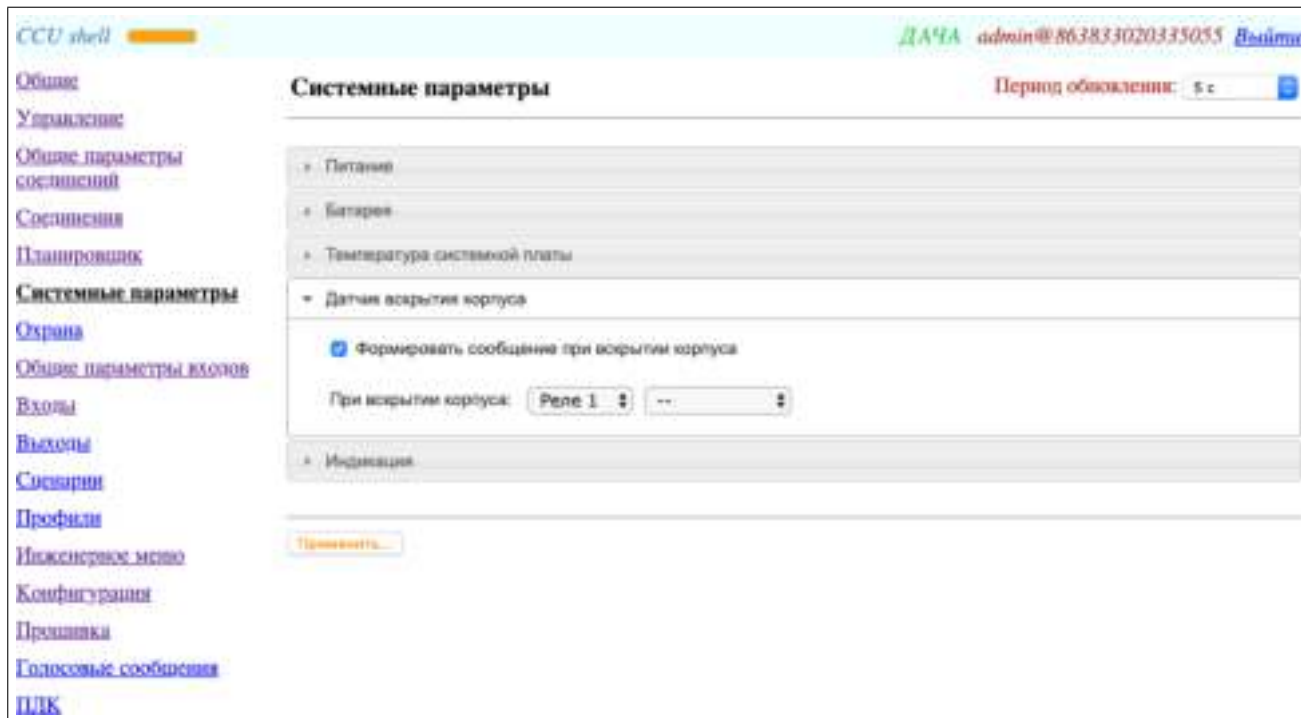 CCU shell
ДАЧА admin@863833020335055 Выйти
Общие
Управление
Общие параметры
соединений
Соединения
Планировщик
Системные параметры
Охрана
Общие параметры входов
Входы
Выходы
Сценарии
Профили
Инженерное меню
Конфигурация
Прошивка
Голосовые сообщения
ПЛК
Системные параметры
Период обновления: 5 с
Питание
Батарея
Температура системной платы
Датчик вскрытия корпуса
Формировать сообщение при вскрытии корпуса
При вскрытии корпуса: Реле 1 --
Индикация
Применить...